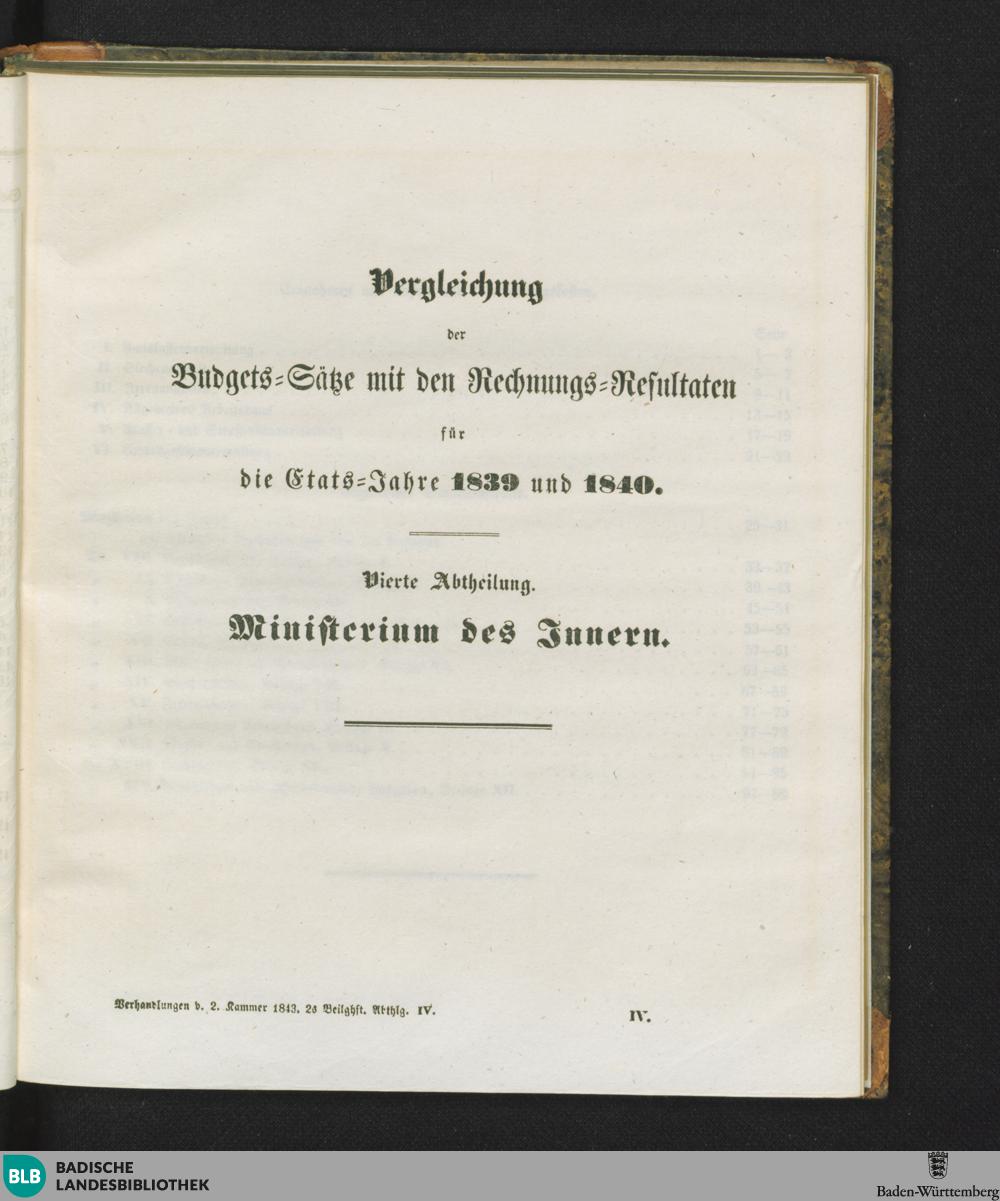 Vergleichung
der
Budgets=Sätze mit den Rechnungs=Resultaten
für
die Etats=Jahre 1839 und 1840.
Vierte Abtheilung.
Ministerium des Innern.
Verhandlungen d. 2. Kammer 1843. 2s Beilghft. Abthlg. IV.
IV.
BLB
BADISCHE
LANDESBIBLIOTHEK
Baden-Württemberg